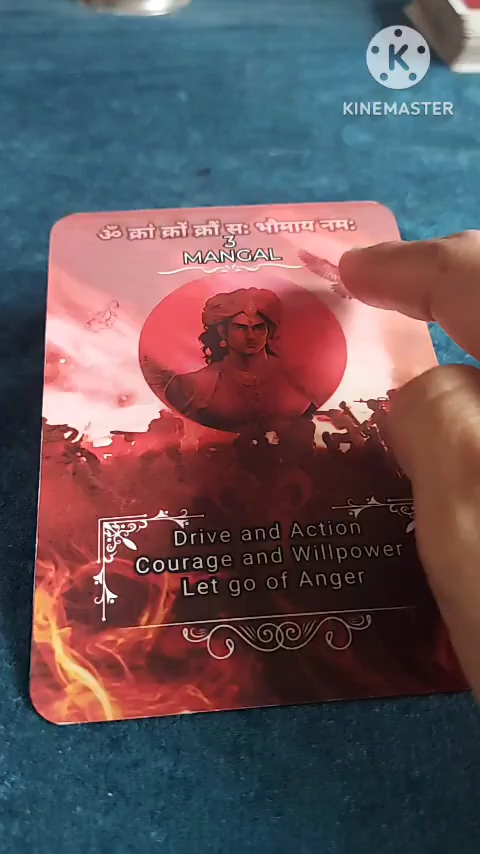 K
KINEMASTER
ॐ क्रां क्रों क्रौं सः भौमाय नमः
3
MANGAL
Drive and Action
Courage and Willpower
Let go of Anger